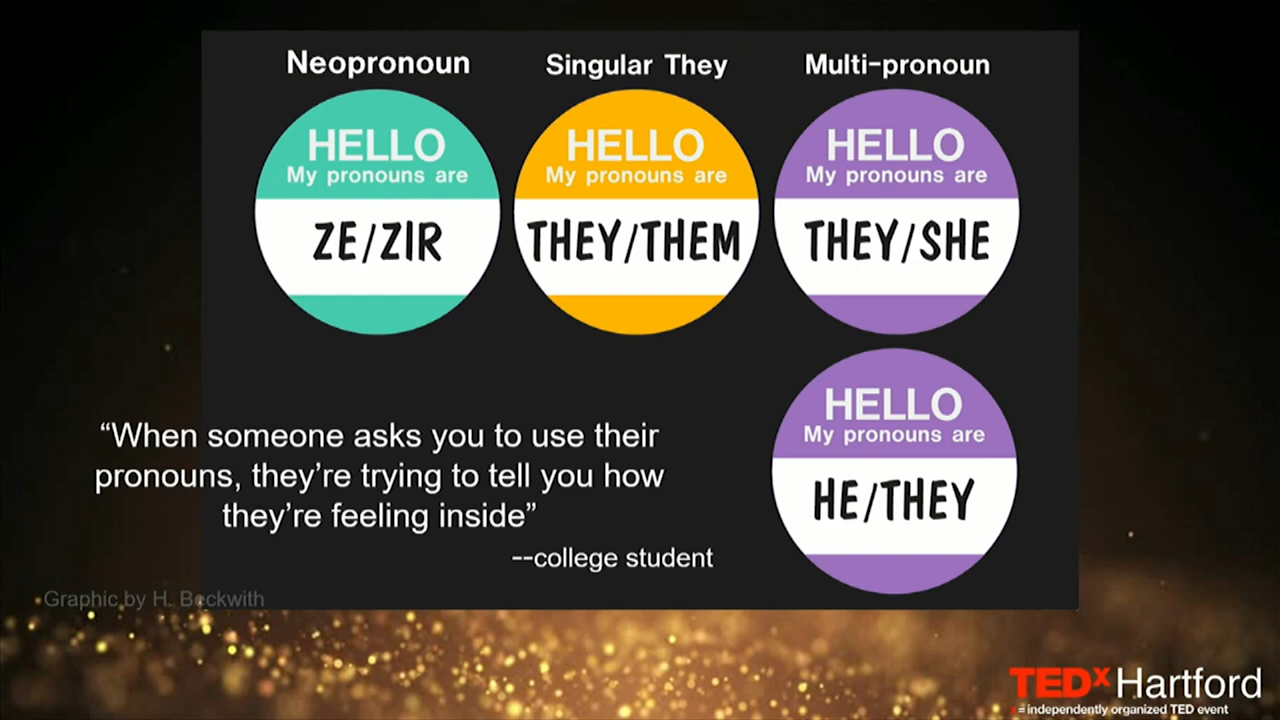 Neopronoun
Singular They
Multi-pronoun
HELLO
My pronouns are
ZE/ZIR
HELLO
My pronouns are
THEY/THEM
HELLO
My pronouns are
THEY/SHE
HELLO
My pronouns are
HE/THEY
“When someone asks you to use their
pronouns, they’re trying to tell you how
they’re feeling inside”
--college student
Graphic by H. Beckwith
TEDx Hartford
x = independently organized TED event